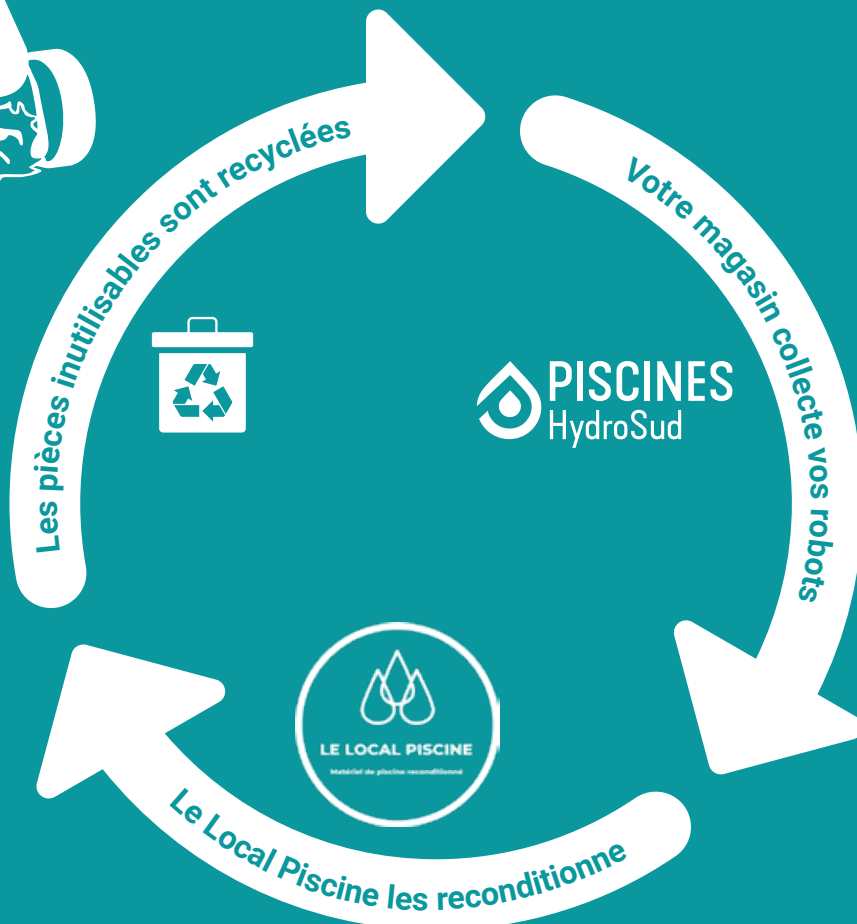 Les pièces inutilisables sont recyclées
Votre magasin collecte vos robots
PISCINES
HydroSud
LE LOCAL PISCINE
Matériel de piscine reconditionné
Le Local Piscine les reconditionne